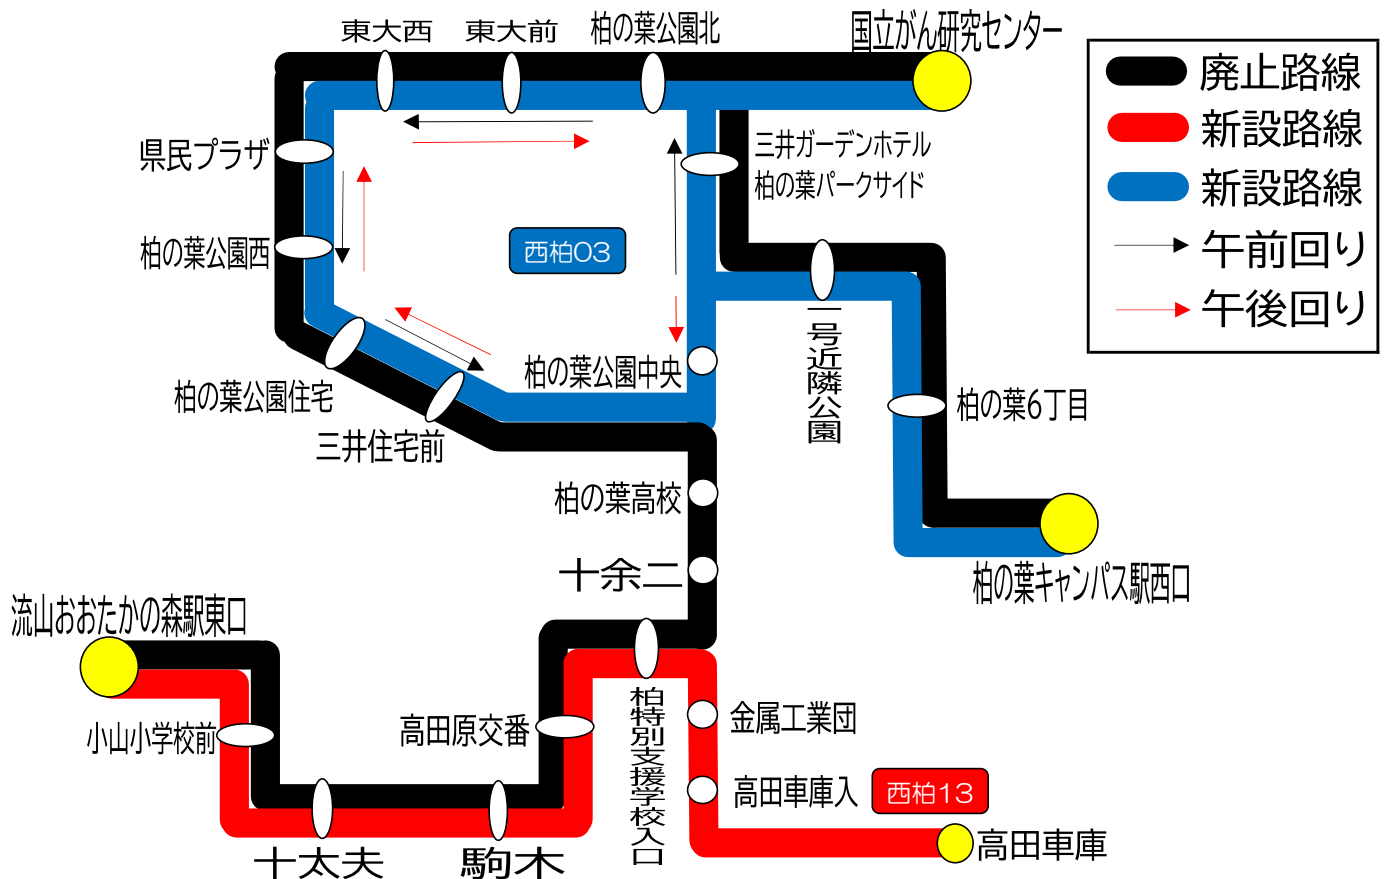 東大西
東大前
柏の葉公園北
国立がん研究センター
廃止路線
新設路線
新設路線
午前回り
午後回り
県民プラザ
三井ガーデンホテル
柏の葉パークサイド
柏の葉公園西
西柏03
二号近隣公園
柏の葉公園中央
柏の葉公園住宅
柏の葉6丁目
三井住宅前
柏の葉高校
十余二
柏の葉キャンパス駅西口
流山おおたかの森駅東口
小山小学校前
高田原交番
柏特別支援学校入口
金属工業団
高田車庫入
西柏13
高田車庫
十太夫
駒木